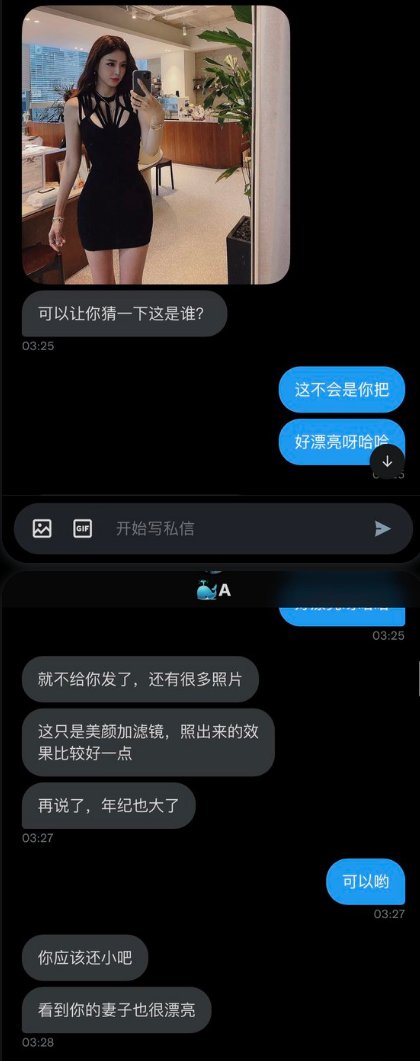 可以让你猜一下这是谁？
03:25
这不会是你把
好漂亮呀哈哈
GIF
开始写私信
🐳A
03:25
就不给你发了，还有很多照片
这只是美颜加滤镜，照出来的效
果比较好一点
再说了，年纪也大了
03:27
可以哟
03:27
你应该还小吧
看到你的妻子也很漂亮
03:28